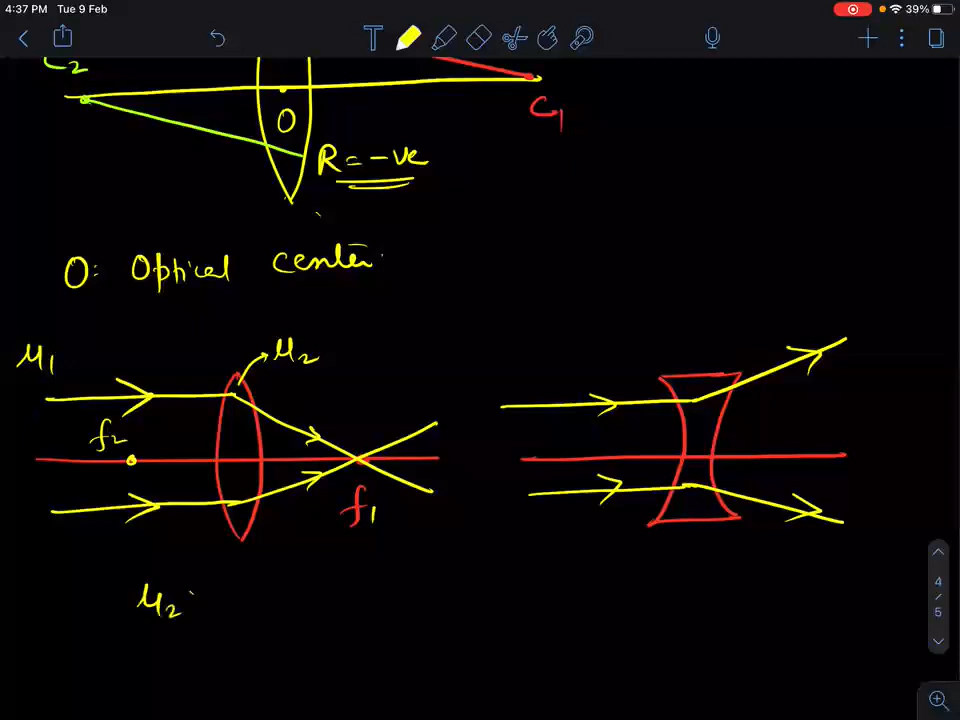 4:37 PM Tue 9 Feb
39%
T
C2
O
C1
R = -ve
O: Optical center.
μ1
μ2
f2
f1
μ2
4
/
5